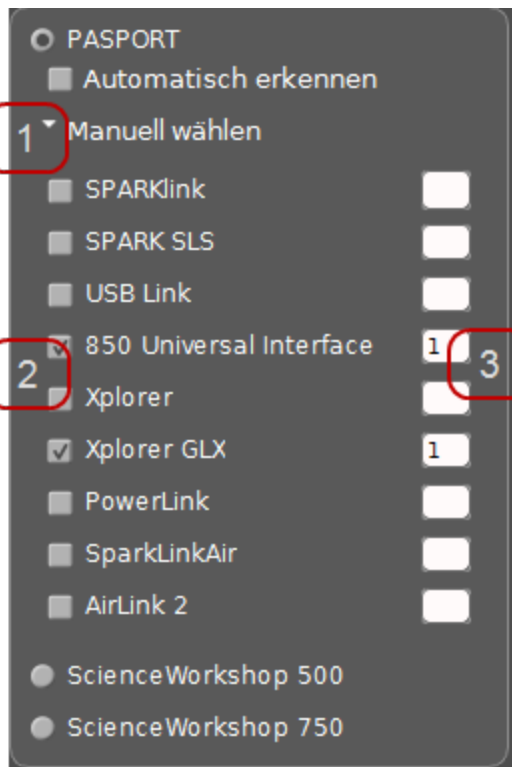 PASPORT
Automatisch erkennen
1 Manuell wählen
SPARKlink
SPARK SLS
USB Link
850 Universal Interface 1
2 3
Xplorer
Xplorer GLX 1
PowerLink
SparkLinkAir
AirLink 2
ScienceWorkshop 500
ScienceWorkshop 750